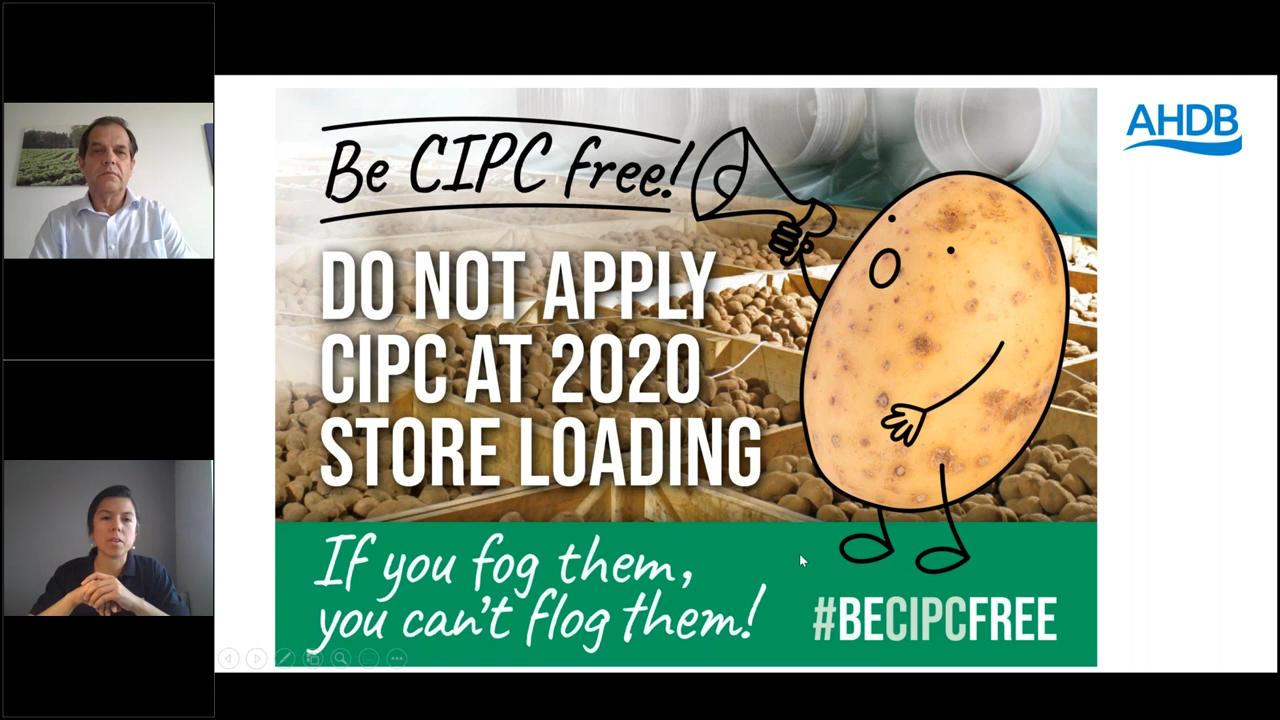 Be CIPC free!
DO NOT APPLY
CIPC AT 2020
STORE LOADING
If you fog them,
you can't flog them!
#BECIPCFREE
AHDB